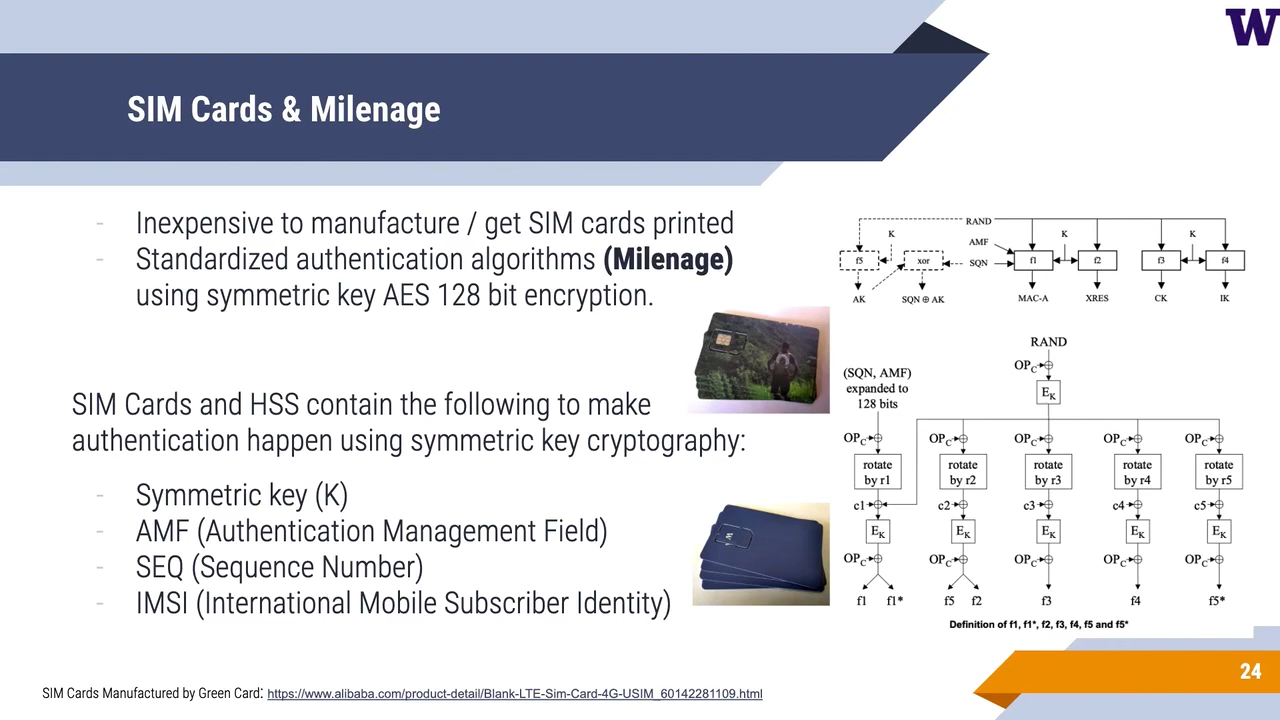 W
SIM Cards & Milenage
- Inexpensive to manufacture / get SIM cards printed
- Standardized authentication algorithms (Milenage)
using symmetric key AES 128 bit encryption.
SIM Cards and HSS contain the following to make
authentication happen using symmetric key cryptography:
- Symmetric key (K)
- AMF (Authentication Management Field)
- SEQ (Sequence Number)
- IMSI (International Mobile Subscriber Identity)
RAND
K K K
AMF
f5 xor SQN f1 f2 f3 f4
AK SQN ⊕ AK MAC-A XRES CK IK
RAND
OPC
EK
(SQN, AMF)
expanded to
128 bits
OPC OPC OPC OPC OPC
rotate rotate rotate rotate rotate
by r1 by r2 by r3 by r4 by r5
c1 c2 c3 c4 c5
EK EK EK EK EK
OPC OPC OPC OPC OPC
f1 f1* f5 f2 f3 f4 f5*
Definition of f1, f1*, f2, f3, f4, f5 and f5*
W
SIM Cards Manufactured by Green Card: https://www.alibaba.com/product-detail/Blank-LTE-Sim-Card-4G-USIM_60142281109.html
24